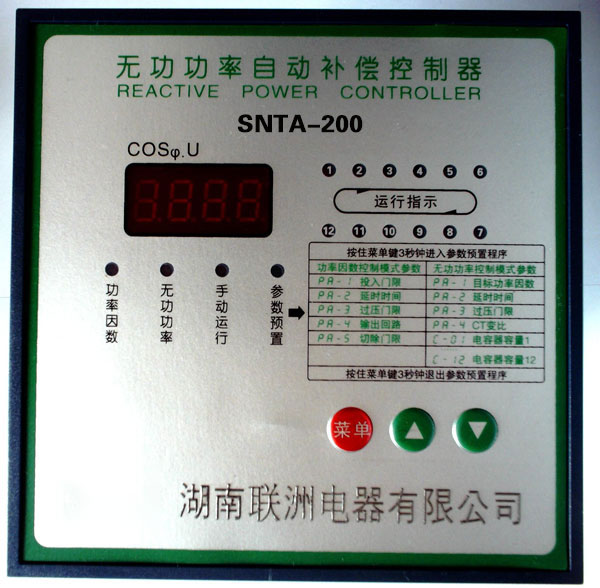 无功功率自动补偿控制器
REACTIVE POWER CONTROLLER
SNTA-200
COSφ.U
8.8.8.8
1 2 3 4 5 6
运行指示
12 11 10 9 8 7
功率因数
无功功率
手动运行
参数预置
按住菜单键3秒钟进入参数预置程序
功率因数控制模式参数 无功功率控制模式参数
PA-1 投入门限 PA-1 目标功率因数
PA-2 延时时间 PA-2 延时时间
PA-3 过压门限 PA-3 过压门限
PA-4 输出回路 PA-4 CT变比
PA-5 切除门限 C-01 电容器容量1
C-12 电容器容量12
按住菜单键3秒钟退出参数预置程序
菜单
湖南联洲电器有限公司